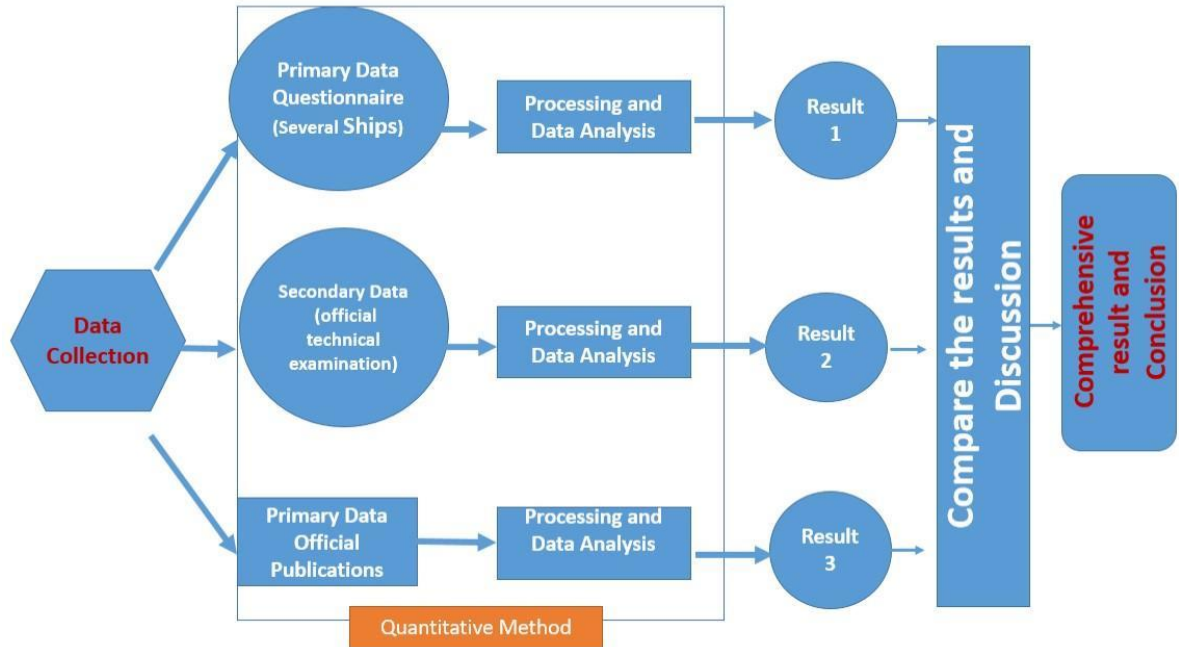 Primary Data
Questionnaire
(Several Ships)
Processing and
Data Analysis
Result
1
Data
Collection
Secondary Data
(official
technical
examination)
Processing and
Data Analysis
Result
2
Primary Data
Official
Publications
Processing and
Data Analysis
Result
3
Compare the results and
Discussion
Comprehensive
result and
Conclusion
Quantitative Method